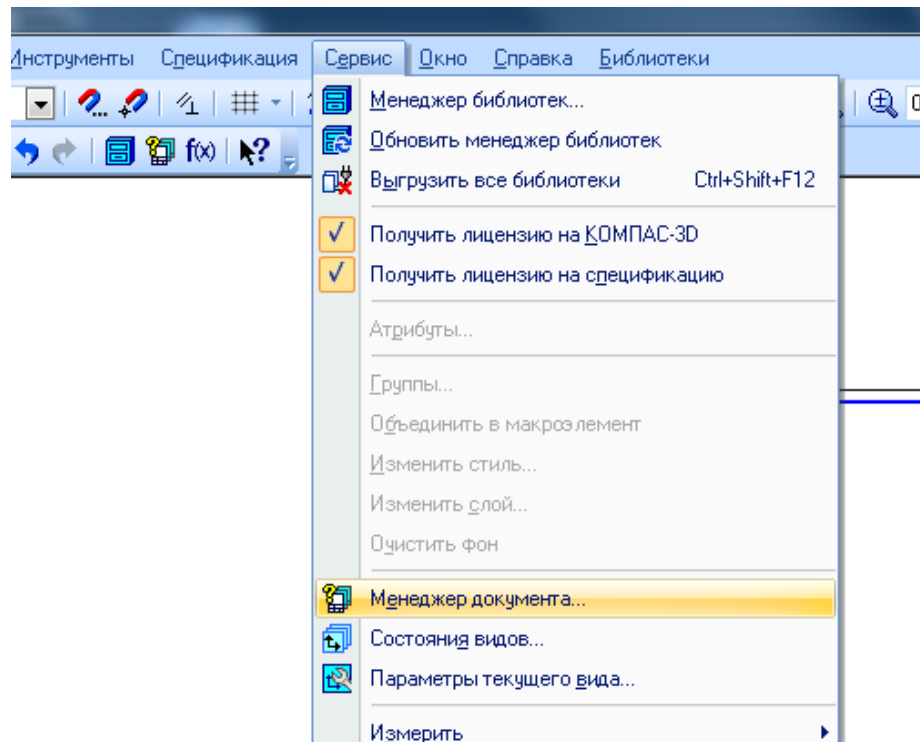 Инструменты Спецификация Сервис Окно Справка Библиотеки
Менеджер библиотек...
Обновить менеджер библиотек
f(x) ?
Выгрузить все библиотеки Ctrl+Shift+F12
Получить лицензию на КОМПАС-3D
Получить лицензию на спецификацию
Атрибуты...
Группы...
Объединить в макроэлемент
Изменить стиль...
Изменить слой...
Очистить фон
Менеджер документа...
Состояния видов...
Параметры текущего вида...
Измерить